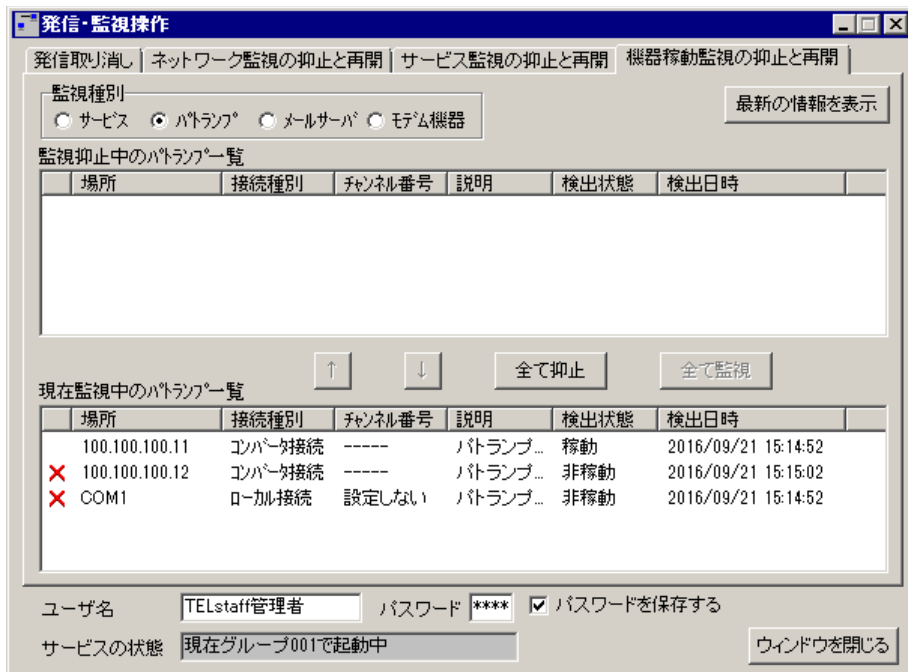 発信・監視操作
発信取り消し ネットワーク監視の抑止と再開 サービス監視の抑止と再開 機器稼動監視の抑止と再開
監視種別
ｻｰﾋﾞｽ ﾊﾟﾄﾗﾝﾌﾟ ﾒｰﾙｻｰﾊﾞ ﾓﾃﾞﾑ機器
最新の情報を表示
監視抑止中のﾊﾟﾄﾗﾝﾌﾟ一覧
場所 接続種別 ﾁｬﾝﾈﾙ番号 説明 検出状態 検出日時
↑ ↓ 全て抑止 全て監視
現在監視中のﾊﾟﾄﾗﾝﾌﾟ一覧
場所 接続種別 ﾁｬﾝﾈﾙ番号 説明 検出状態 検出日時
100.100.100.11 ｺﾝﾊﾞｰﾀ接続 ----- パトランプ... 稼動 2016/09/21 15:14:52
100.100.100.12 ｺﾝﾊﾞｰﾀ接続 ----- パトランプ... 非稼動 2016/09/21 15:15:02
COM1 ﾛｰｶﾙ接続 設定しない パトランプ... 非稼動 2016/09/21 15:14:52
ユーザ名 TELstaff管理者 パスワード **** パスワードを保存する
サービスの状態 現在グループ001で起動中 ウィンドウを閉じる